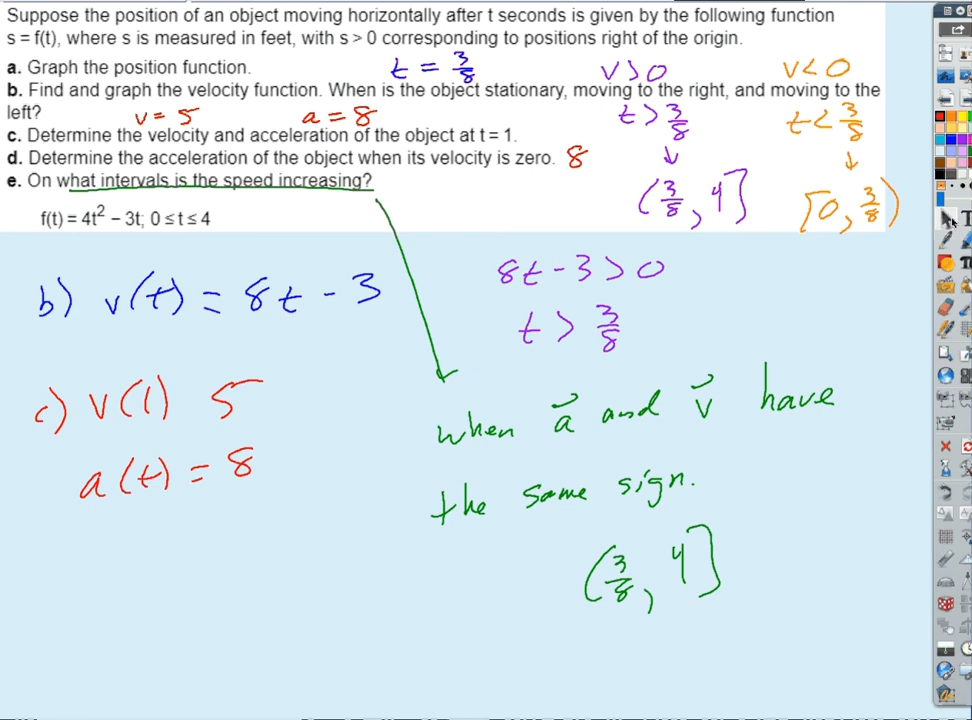 Suppose the position of an object moving horizontally after t seconds is given by the following function
s = f(t), where s is measured in feet, with s > 0 corresponding to positions right of the origin.
a. Graph the position function.
t = 3/8
v > 0
v < 0
b. Find and graph the velocity function. When is the object stationary, moving to the right, and moving to the
left?
v = 5
a = 8
t > 3/8
t < 3/8
c. Determine the velocity and acceleration of the object at t = 1.
d. Determine the acceleration of the object when its velocity is zero. 8
e. On what intervals is the speed increasing?
(3/8, 4]
[0, 3/8)
f(t) = 4t² − 3t; 0 ≤ t ≤ 4
b) v(t) = 8t - 3
8t - 3 > 0
t > 3/8
c) v(1) 5
a(t) = 8
when a⃗ and v⃗ have
the same sign.
(3/8, 4]